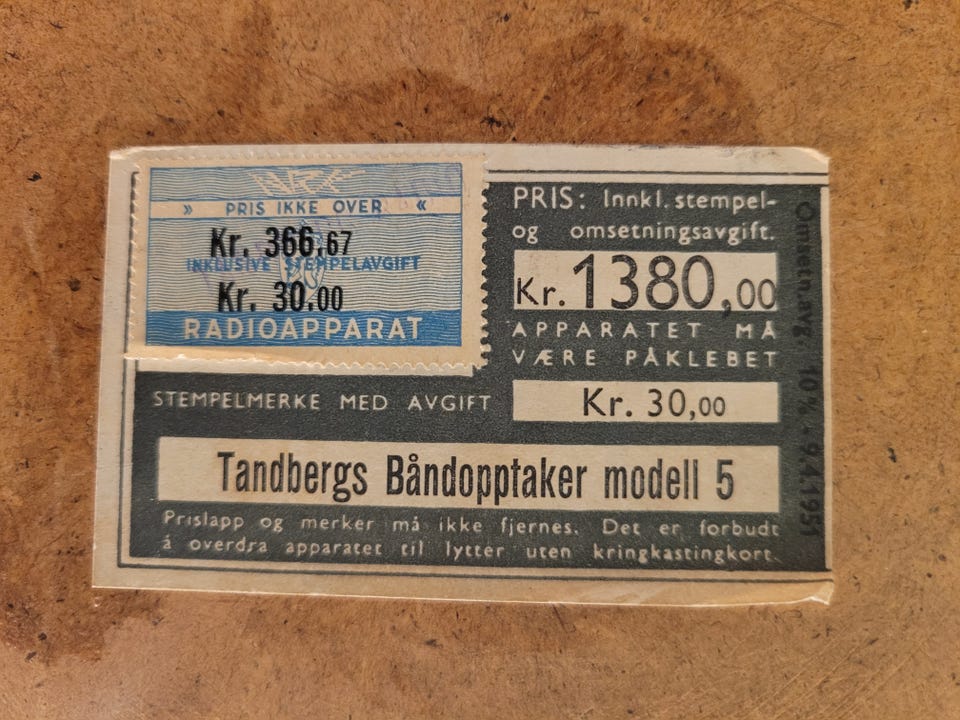 » PRIS IKKE OVER «
Kr. 366,67
INKLUSIVE STEMPELAVGIFT
Kr. 30,00
RADIOAPPARAT
PRIS: Innkl. stempel-
og omsetningsavgift.
Kr. 1380,00
APPARATET MÅ
VÆRE PÅKLEBET
STEMPELMERKE MED AVGIFT
Kr. 30,00
Tandbergs Båndopptaker modell 5
Prislapp og merker må ikke fjernes. Det er forbudt
å overdra apparatet til lytter uten kringkastingkort.
Omsetn.avg. 10% 9.4.1951